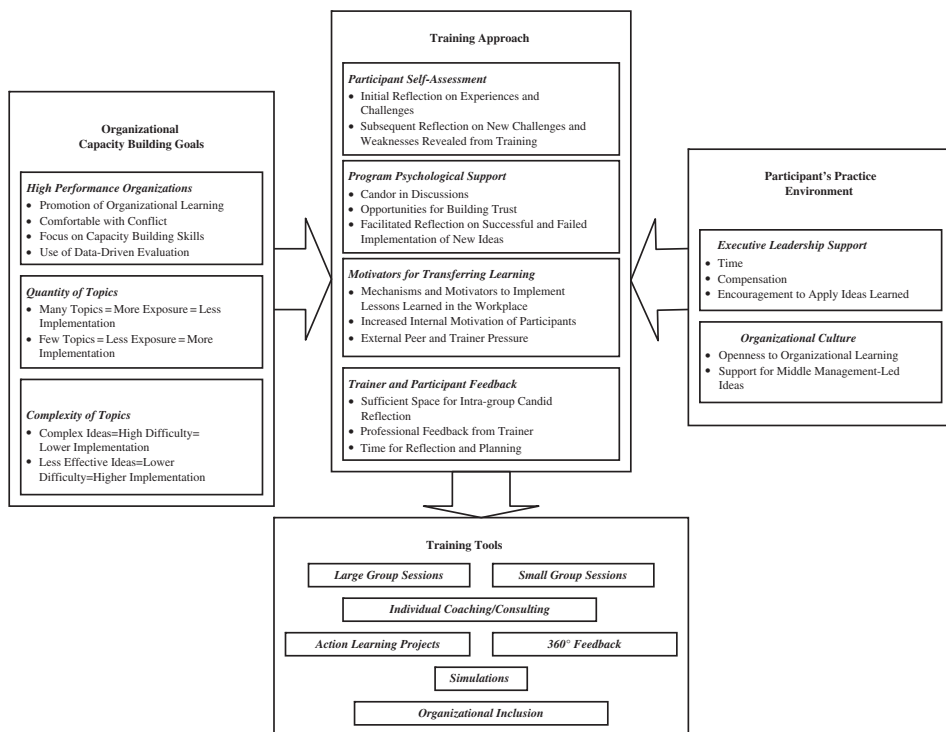 Training Approach
Participant Self-Assessment
• Initial Reflection on Experiences and
Challenges
• Subsequent Reflection on New Challenges and
Weaknesses Revealed from Training
Program Psychological Support
• Candor in Discussions
• Opportunities for Building Trust
• Facilitated Reflection on Successful and Failed
Implementation of New Ideas
Motivators for Transferring Learning
• Mechanisms and Motivators to Implement
Lessons Learned in the Workplace
• Increased Internal Motivation of Participants
• External Peer and Trainer Pressure
Trainer and Participant Feedback
• Sufficient Space for Intra-group Candid
Reflection
• Professional Feedback from Trainer
• Time for Reflection and Planning
Organizational
Capacity Building Goals
High Performance Organizations
• Promotion of Organizational Learning
• Comfortable with Conflict
• Focus on Capacity Building Skills
• Use of Data-Driven Evaluation
Quantity of Topics
• Many Topics = More Exposure = Less
Implementation
• Few Topics = Less Exposure = More
Implementation
Complexity of Topics
• Complex Ideas=High Difficulty=
Lower Implementation
• Less Effective Ideas=Lower
Difficulty=Higher Implementation
Participant's Practice
Environment
Executive Leadership Support
• Time
• Compensation
• Encouragement to Apply Ideas Learned
Organizational Culture
• Openness to Organizational Learning
• Support for Middle Management-Led
Ideas
Training Tools
Large Group Sessions
Small Group Sessions
Individual Coaching/Consulting
Action Learning Projects
360° Feedback
Simulations
Organizational Inclusion